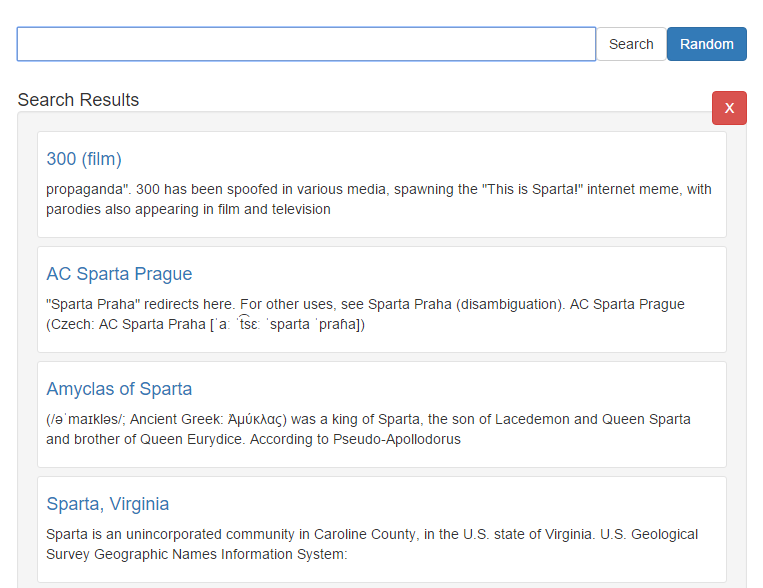 Search Random
Search Results
X
300 (film)
propaganda". 300 has been spoofed in various media, spawning the "This is Sparta!" internet meme, with
parodies also appearing in film and television
AC Sparta Prague
"Sparta Praha" redirects here. For other uses, see Sparta Praha (disambiguation). AC Sparta Prague
(Czech: AC Sparta Praha [ˈaː ˈt͡sɛː ˈsparta ˈpraɦa])
Amyclas of Sparta
(/əˈmaɪkləs/; Ancient Greek: Ἀμύκλας) was a king of Sparta, the son of Lacedemon and Queen Sparta
and brother of Queen Eurydice. According to Pseudo-Apollodorus
Sparta, Virginia
Sparta is an unincorporated community in Caroline County, in the U.S. state of Virginia. U.S. Geological
Survey Geographic Names Information System: